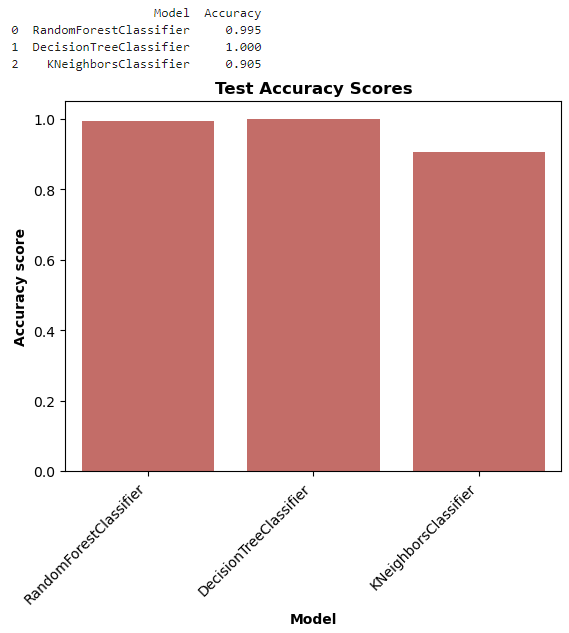 Model Accuracy
0 RandomForestClassifier 0.995
1 DecisionTreeClassifier 1.000
2 KNeighborsClassifier 0.905
Test Accuracy Scores
1.0
0.8
0.6
0.4
0.2
0.0
Accuracy score
RandomForestClassifier
DecisionTreeClassifier
KNeighborsClassifier
Model